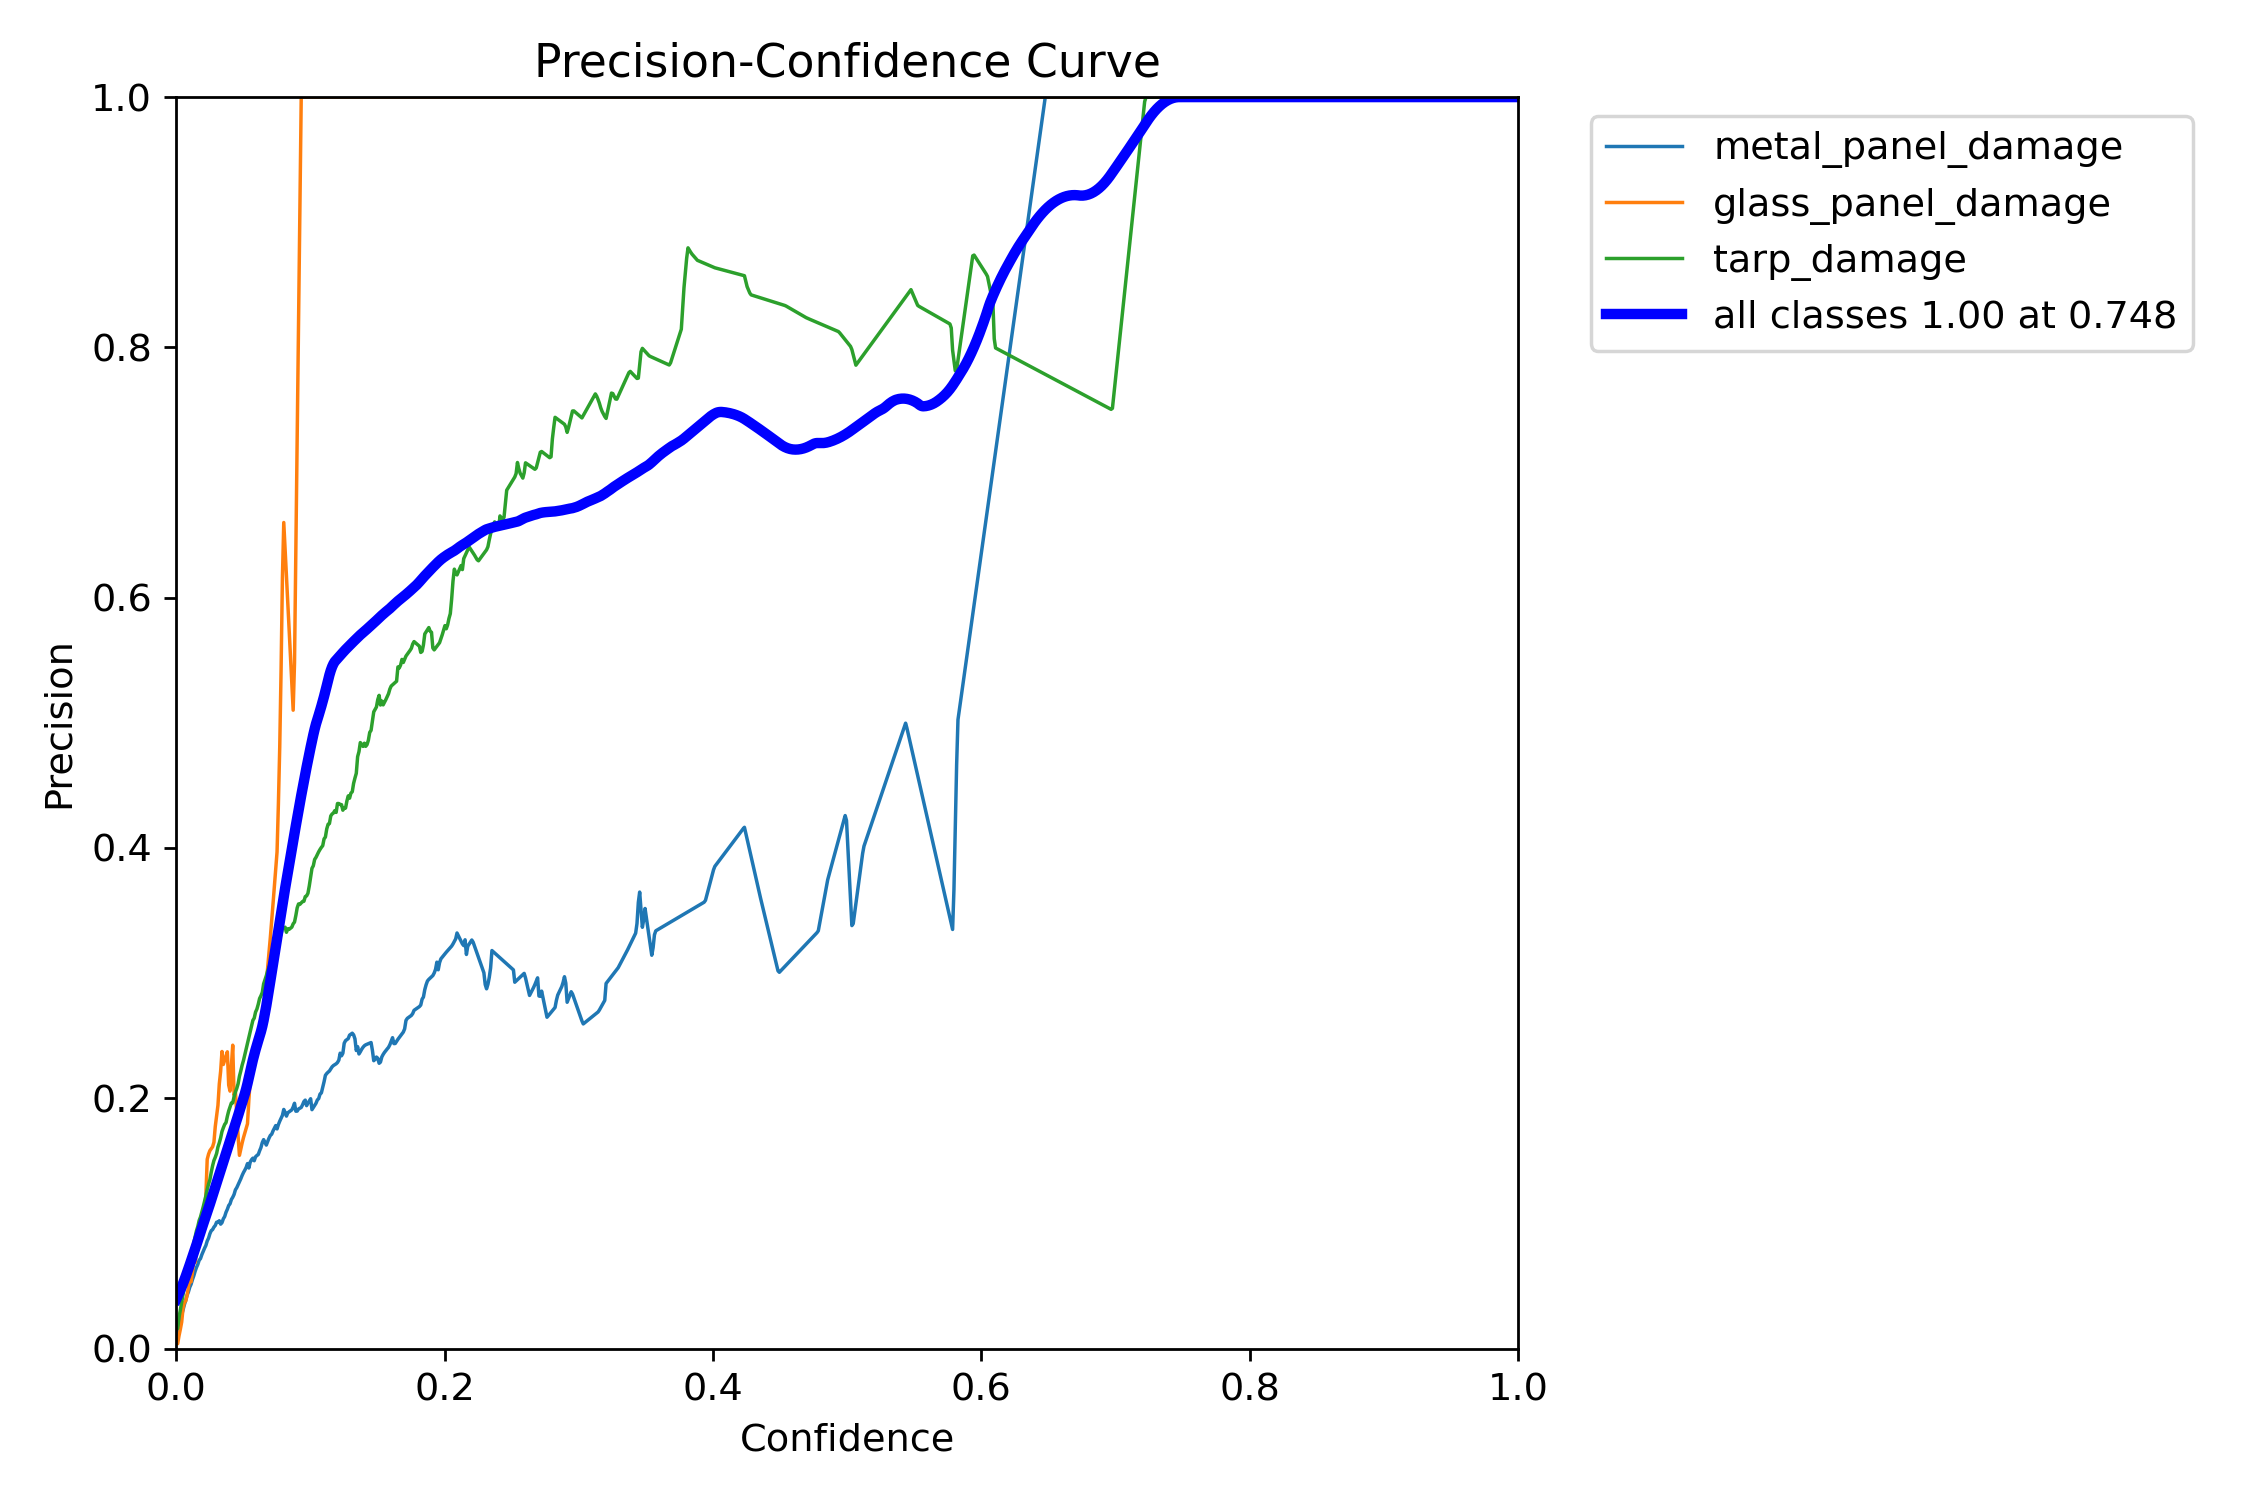 Precision-Confidence Curve
1.0
0.8
0.6
0.4
0.2
0.0
Precision
0.0 0.2 0.4 0.6 0.8 1.0
Confidence
metal_panel_damage
glass_panel_damage
tarp_damage
all classes 1.00 at 0.748